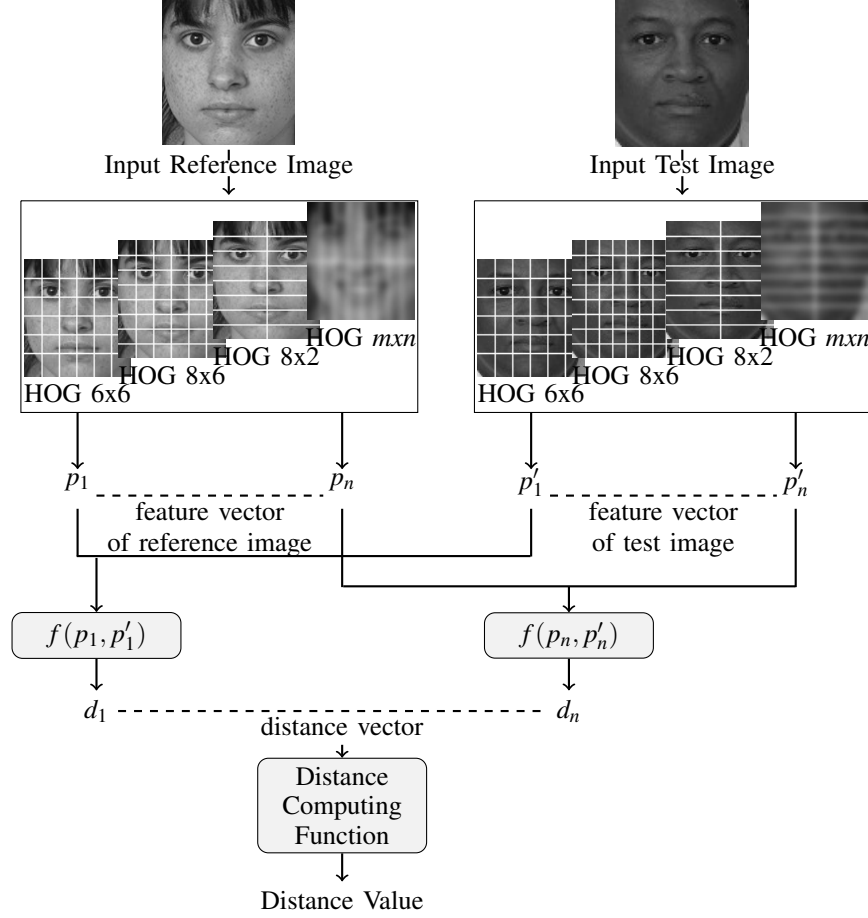 Input Reference Image
Input Test Image
HOG 6x6
HOG 8x6
HOG 8x2
HOG mxn
HOG 6x6
HOG 8x6
HOG 8x2
HOG mxn
p₁
pₙ
p′₁
p′ₙ
feature vector
of reference image
feature vector
of test image
f(p₁, p′₁)
f(pₙ, p′ₙ)
d₁
dₙ
distance vector
Distance
Computing
Function
Distance Value